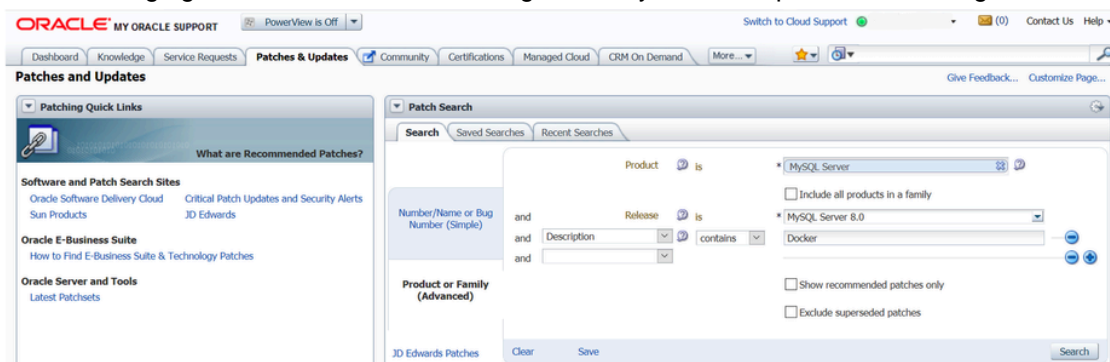 ORACLE MY ORACLE SUPPORT PowerView is Off Switch to Cloud Support (0) Contact Us Help
Dashboard Knowledge Service Requests Patches & Updates Community Certifications Managed Cloud CRM On Demand More...
Patches and Updates Give Feedback... Customize Page...
Patching Quick Links
What are Recommended Patches?
Software and Patch Search Sites
Oracle Software Delivery Cloud Critical Patch Updates and Security Alerts
Sun Products JD Edwards
Oracle E-Business Suite
How to Find E-Business Suite & Technology Patches
Oracle Server and Tools
Latest Patchsets
Patch Search
Search Saved Searches Recent Searches
Number/Name or Bug
Number (Simple)
Product or Family
(Advanced)
JD Edwards Patches
Product is * MySQL Server
Include all products in a family
and Release is * MySQL Server 8.0
and Description contains Docker
and
Show recommended patches only
Exclude superseded patches
Clear Save Search